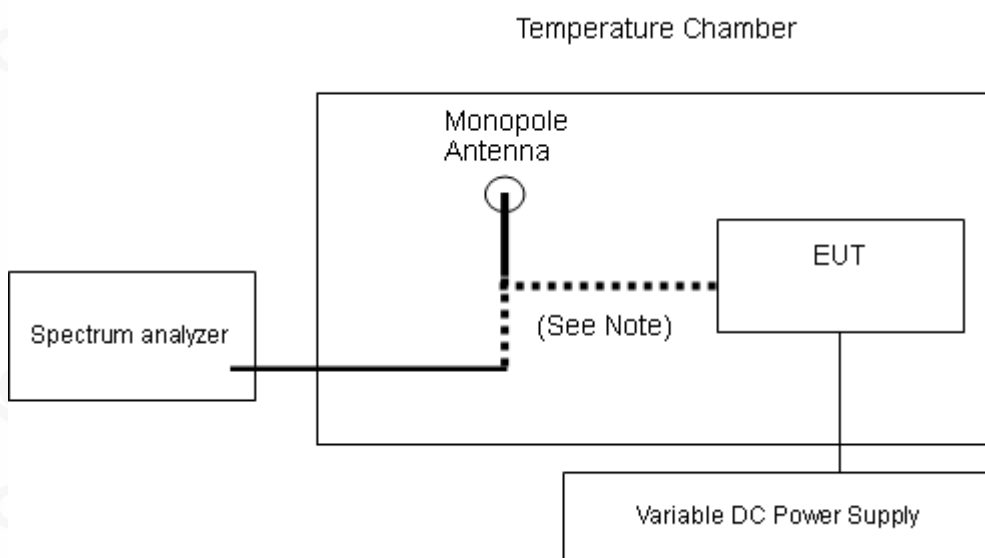 Temperature Chamber
Monopole
Antenna
EUT
(See Note)
Spectrum analyzer
Variable DC Power Supply